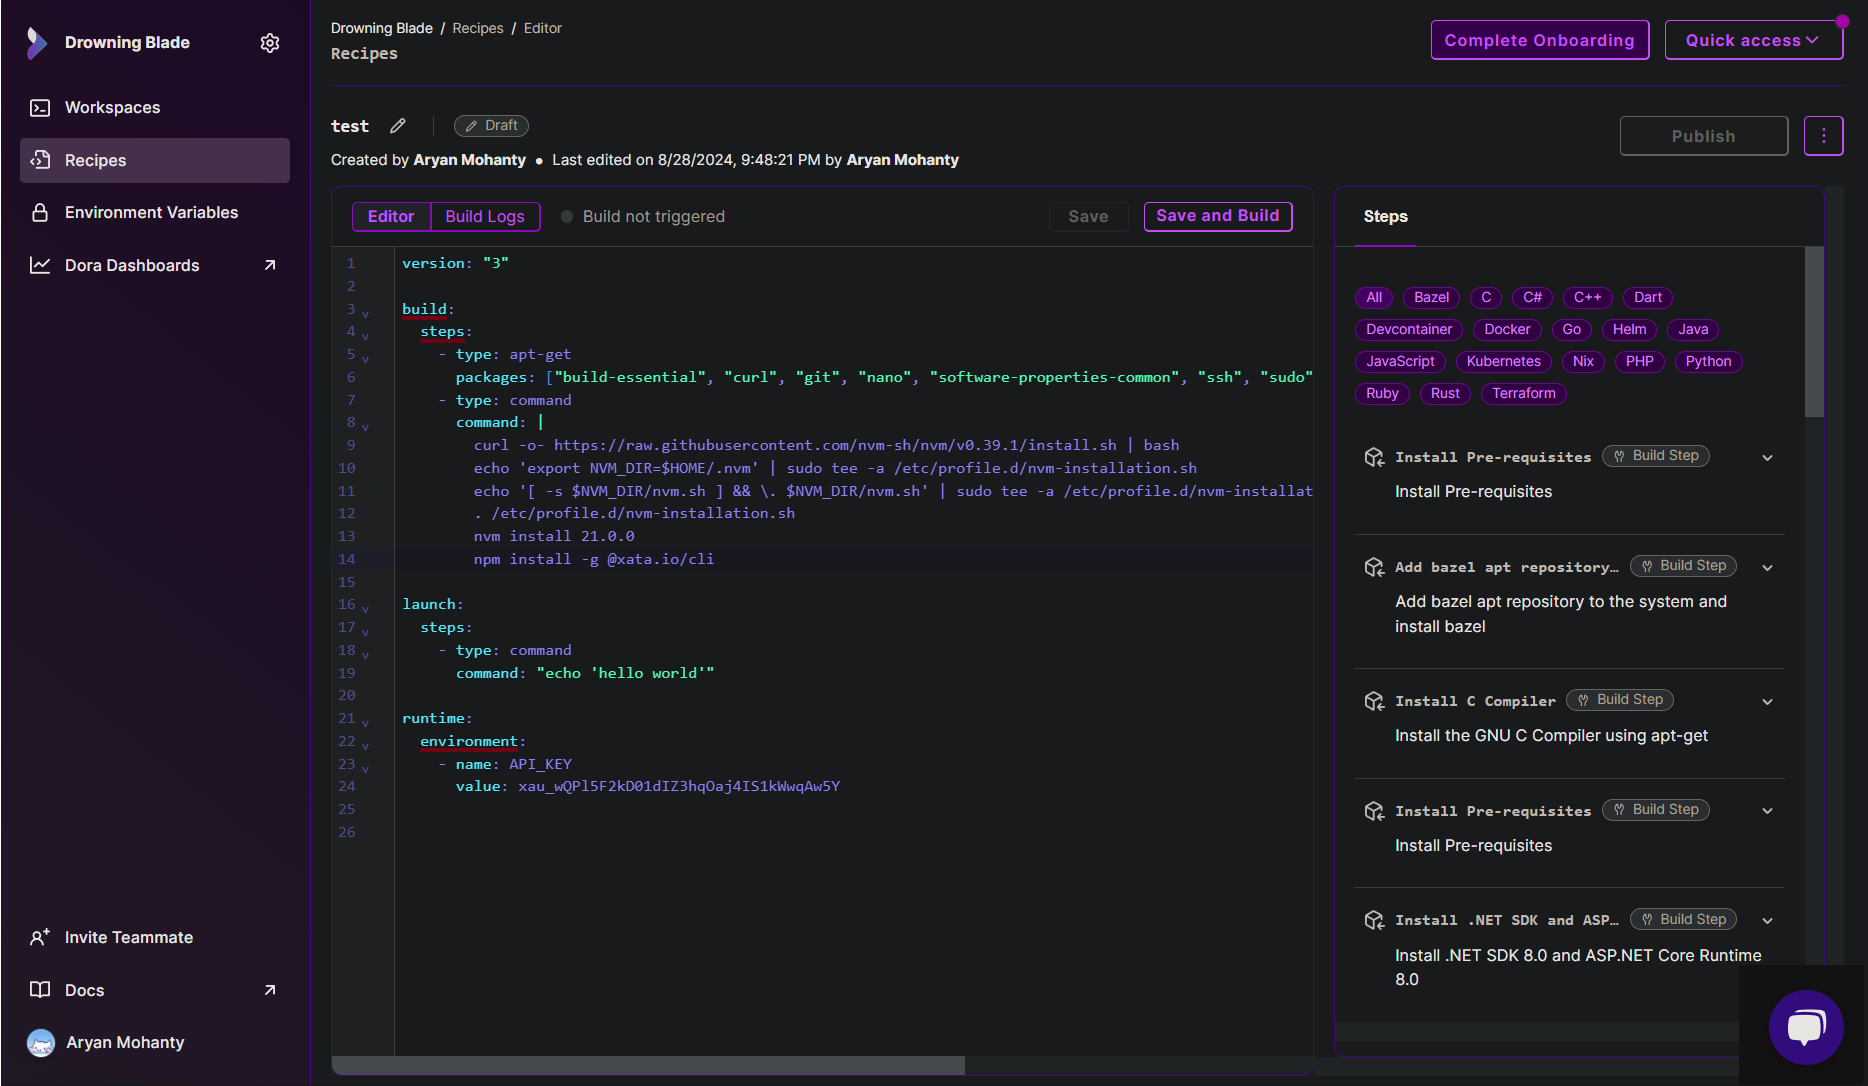 Drowning Blade
Workspaces
Recipes
Environment Variables
Dora Dashboards
Invite Teammate
Docs
Aryan Mohanty
Drowning Blade / Recipes / Editor
Recipes
Complete Onboarding
Quick access
test
Draft
Created by Aryan Mohanty • Last edited on 8/28/2024, 9:48:21 PM by Aryan Mohanty
Publish
Editor
Build Logs
Build not triggered
Save
Save and Build
1 version: "3"
2
3 build:
4 steps:
5 - type: apt-get
6 packages: ["build-essential", "curl", "git", "nano", "software-properties-common", "ssh", "sudo"
7 - type: command
8 command: |
9 curl -o- https://raw.githubusercontent.com/nvm-sh/nvm/v0.39.1/install.sh | bash
10 echo 'export NVM_DIR=$HOME/.nvm' | sudo tee -a /etc/profile.d/nvm-installation.sh
11 echo '[ -s $NVM_DIR/nvm.sh ] && \. $NVM_DIR/nvm.sh' | sudo tee -a /etc/profile.d/nvm-installat
12 . /etc/profile.d/nvm-installation.sh
13 nvm install 21.0.0
14 npm install -g @xata.io/cli
15
16 launch:
17 steps:
18 - type: command
19 command: "echo 'hello world'"
20
21 runtime:
22 environment:
23 - name: API_KEY
24 value: xau_wQPl5F2kD01dIZ3hqOaj4IS1kWwqAw5Y
25
26
Steps
All Bazel C C# C++ Dart
Devcontainer Docker Go Helm Java
JavaScript Kubernetes Nix PHP Python
Ruby Rust Terraform
Install Pre-requisites Build Step
Install Pre-requisites
Add bazel apt repository… Build Step
Add bazel apt repository to the system and
install bazel
Install C Compiler Build Step
Install the GNU C Compiler using apt-get
Install Pre-requisites Build Step
Install Pre-requisites
Install .NET SDK and ASP… Build Step
Install .NET SDK 8.0 and ASP.NET Core Runtime
8.0